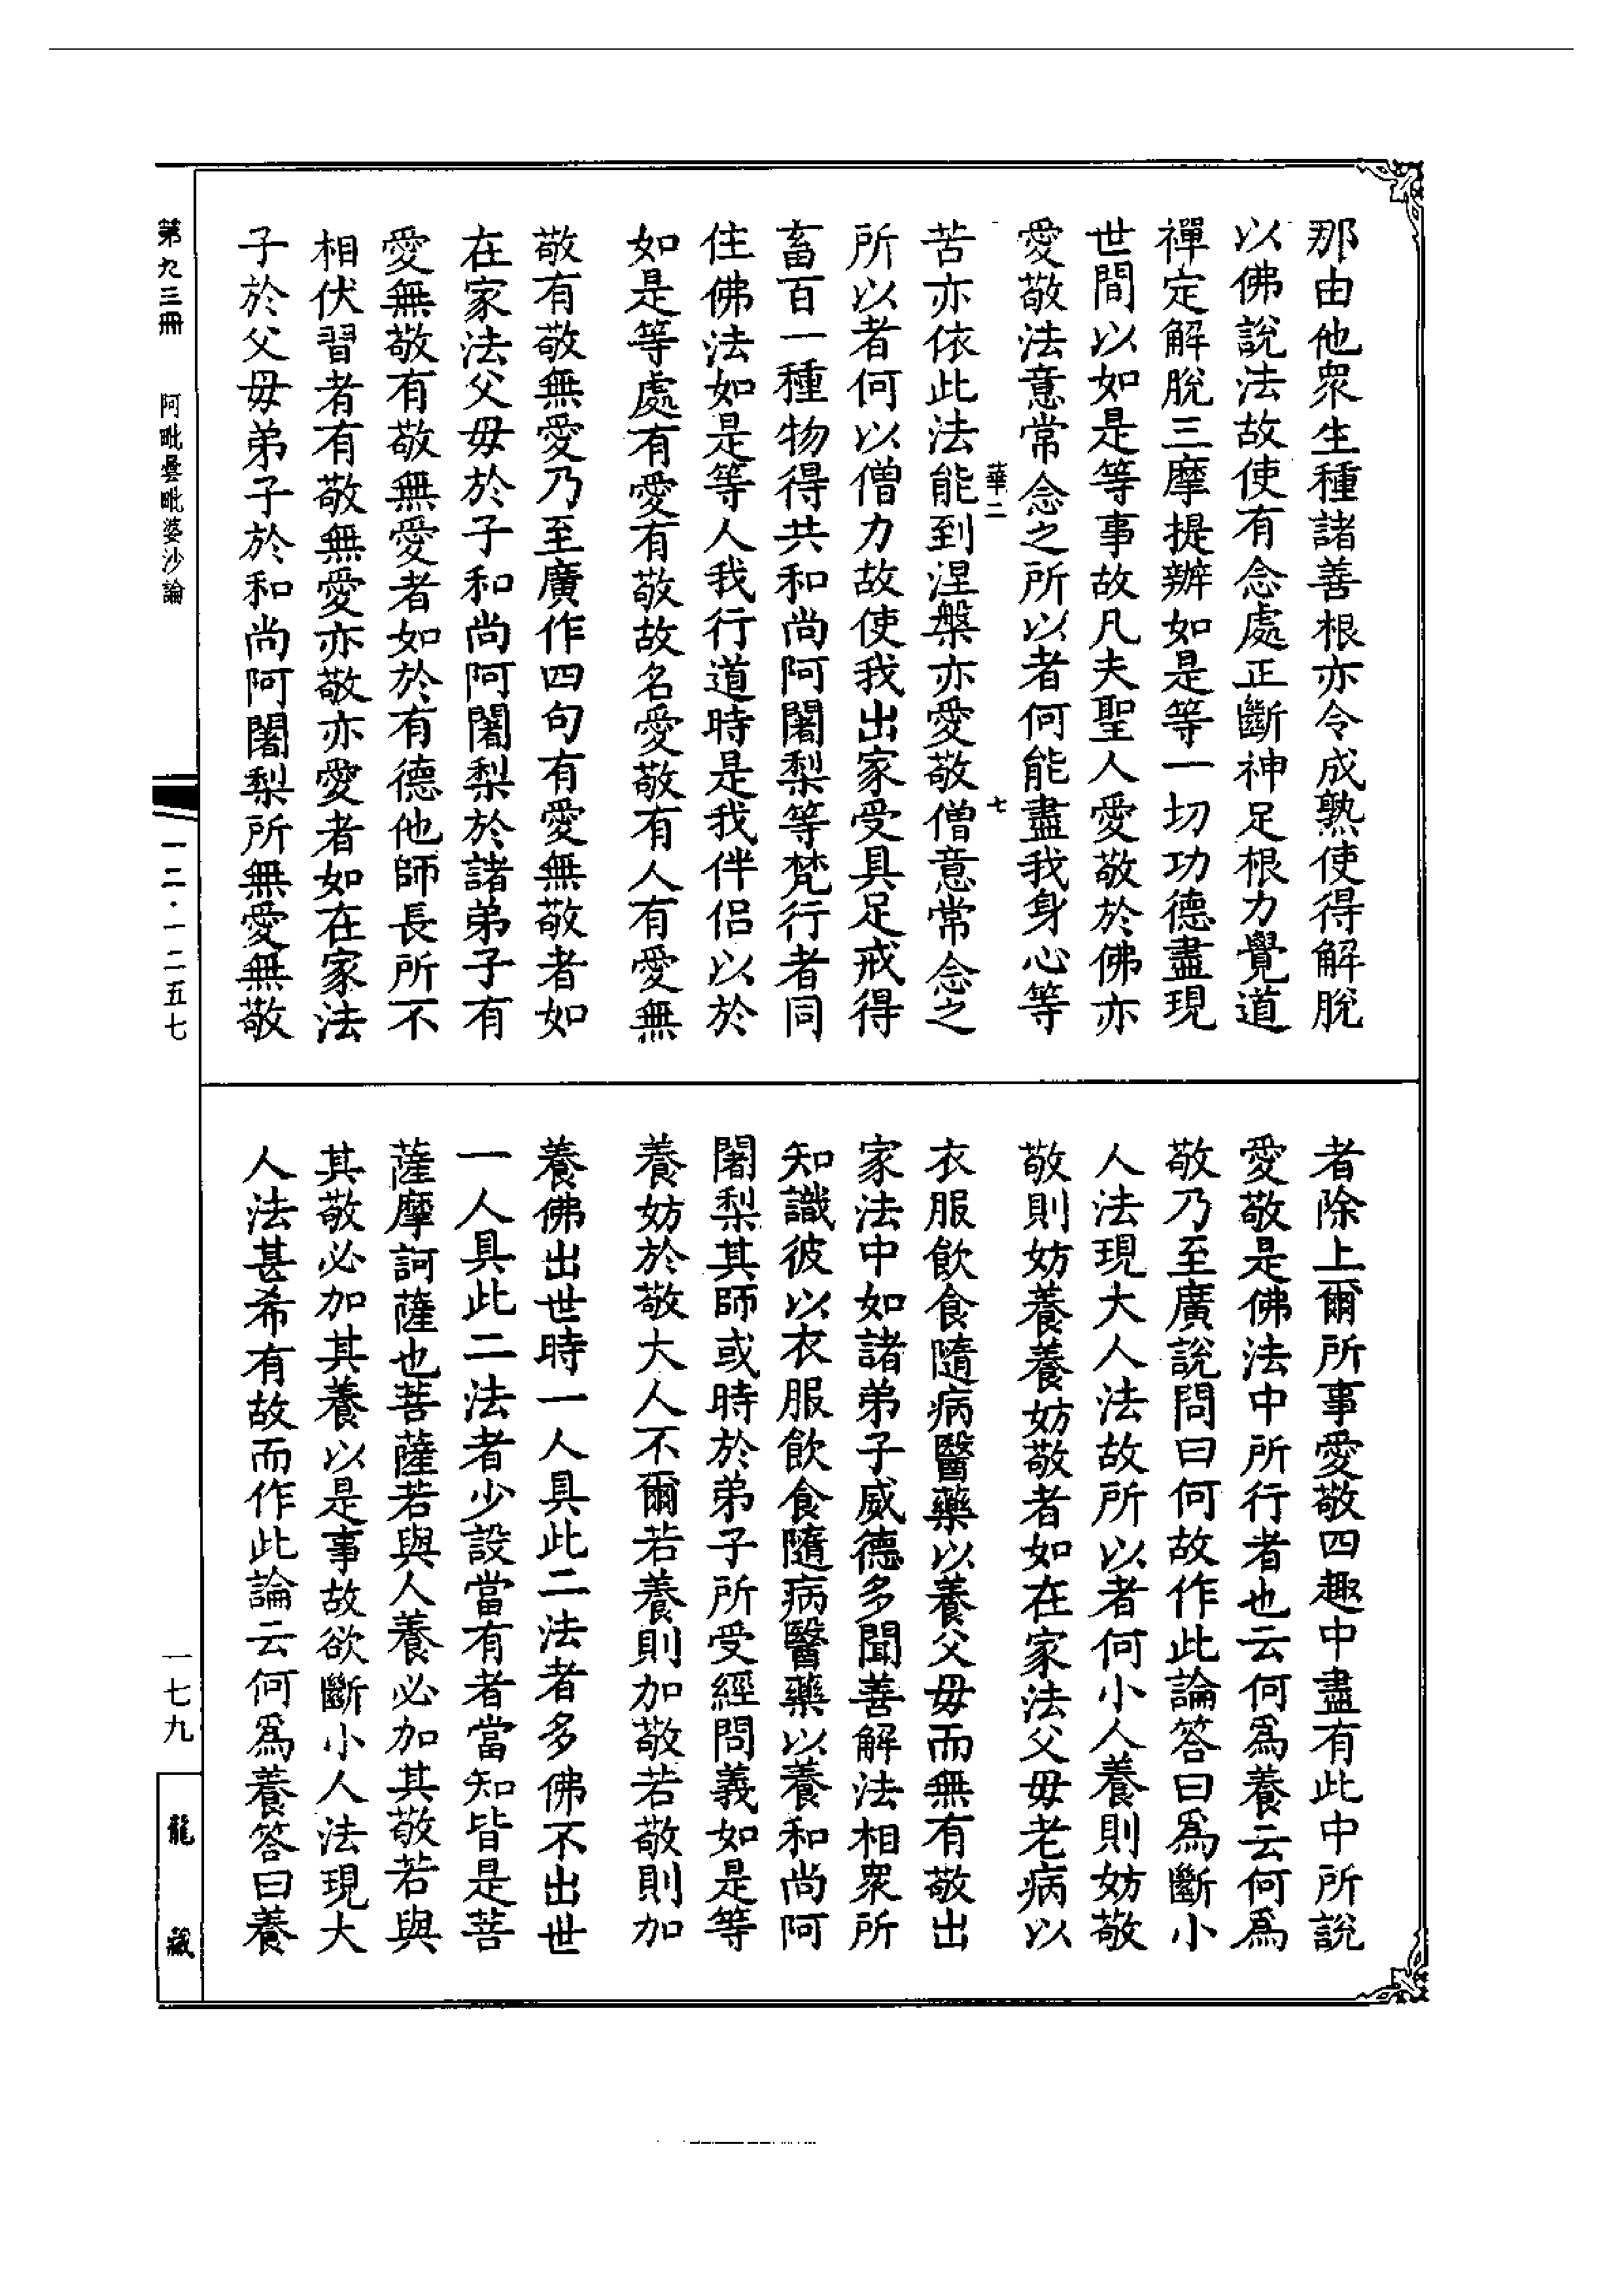 那由他眾生種諸善根亦令成熟使得解脫
以佛說法故使有念處正斷神足根力覺道
禪定解脫三摩提辦如是等一切功德盡現
世間以如是等事故凡夫聖人愛敬於佛亦
愛敬法意常念之所以者何能盡我身心等
華二 七
苦亦依此法能到涅槃亦愛敬僧意常念之
所以者何以僧力故使我出家受具足戒得
畜百一種物得共和尚阿闍梨等梵行者同
住佛法如是等人我行道時是我伴侶以於
如是等處有愛有敬故名愛敬有人有愛無
敬有敬無愛乃至廣作四句有愛無敬者如
在家法父母於子和尚阿闍梨於諸弟子有
愛無敬有敬無愛者如於有德他師長所不
相伏習者有敬無愛亦敬亦愛者如在家法
子於父母弟子於和尚阿闍梨所無愛無敬
者除上爾所事愛敬四趣中盡有此中所說
愛敬是佛法中所行者也云何為養云何為
敬乃至廣說問曰何故作此論答曰為斷小
人法現大人法故所以者何小人養則妨敬
敬則妨養養妨敬者如在家法父母老病以
衣服飲食隨病醫藥以養父母而無有敬出
家法中如諸弟子威德多聞善解法相眾所
知識彼以衣服飲食隨病醫藥以養和尚阿
闍梨其師或時於弟子所受經問義如是等
養妨於敬大人不爾若養則加敬若敬則加
養佛出世時一人具此二法者多佛不出世
一人具此二法者少設當有者當知皆是菩
薩摩訶薩也菩薩若與人養必加其敬若與
其敬必加其養以是事故欲斷小人法現大
人法甚希有故而作此論云何為養答曰養
第九三冊 阿毗曇毗婆沙論
一二·一二五七
一七九
龍藏